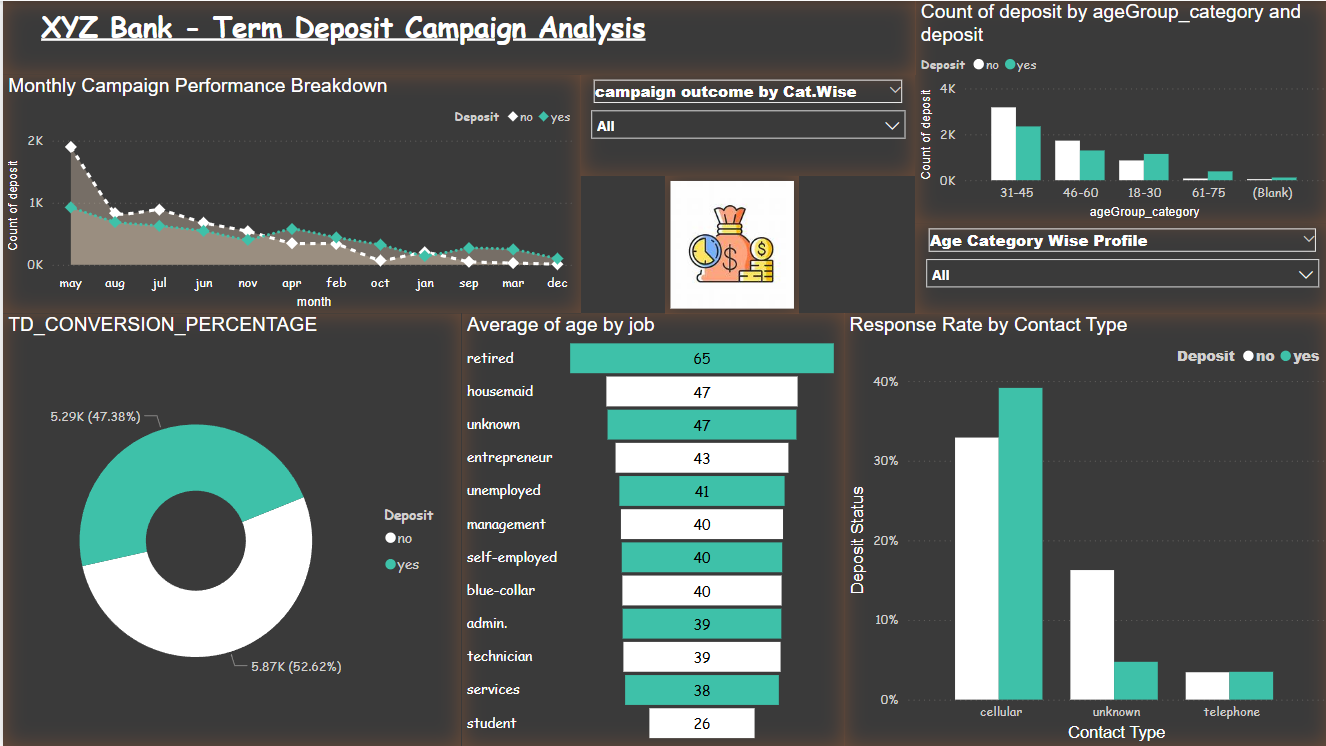 XYZ Bank - Term Deposit Campaign Analysis
Monthly Campaign Performance Breakdown
Deposit no yes
Count of deposit
2K
1K
0K
may aug jul jun nov apr feb oct jan sep mar dec
month
campaign outcome by Cat.Wise
All
$
$
$
Count of deposit by ageGroup_category and
deposit
Deposit no yes
Count of deposit
4K
2K
0K
31-45 46-60 18-30 61-75 (Blank)
ageGroup_category
Age Category Wise Profile
All
TD_CONVERSION_PERCENTAGE
5.29K (47.38%)
5.87K (52.62%)
Deposit
no
yes
Average of age by job
retired 65
housemaid 47
unknown 47
entrepreneur 43
unemployed 41
management 40
self-employed 40
blue-collar 40
admin. 39
technician 39
services 38
student 26
Response Rate by Contact Type
Deposit no yes
Deposit Status
40%
30%
20%
10%
0%
cellular unknown telephone
Contact Type